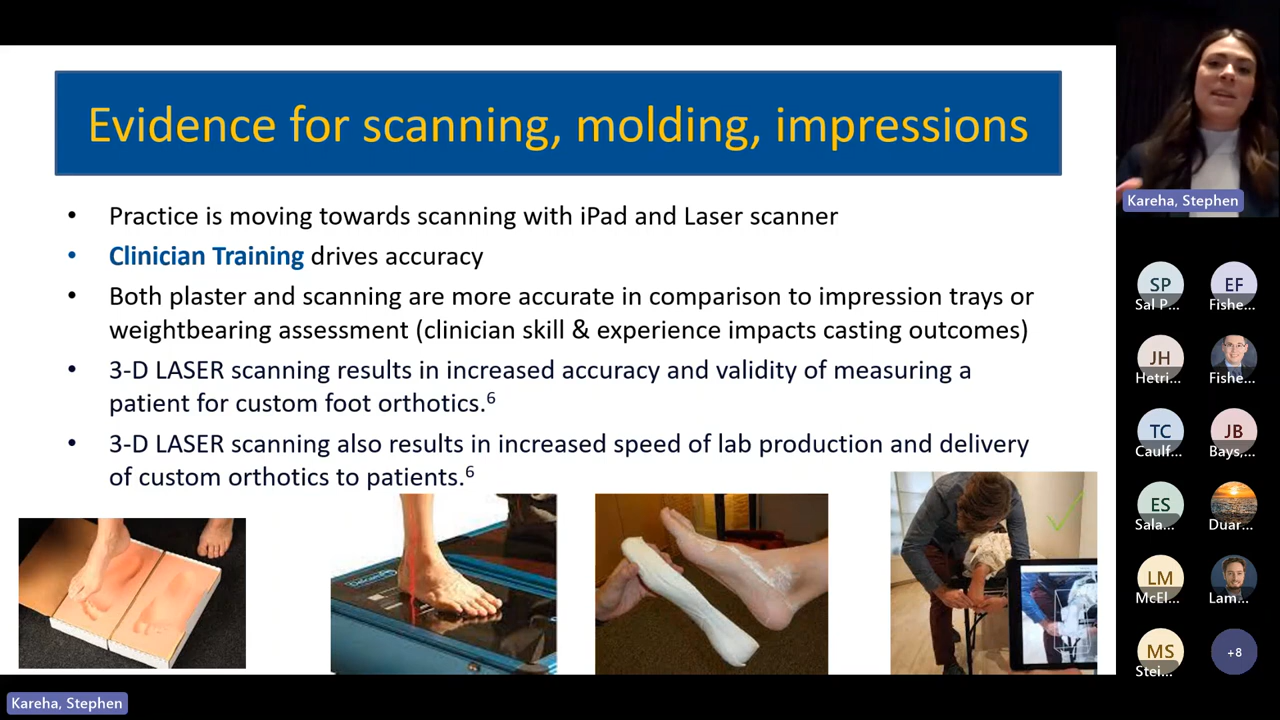 Evidence for scanning, molding, impressions
• Practice is moving towards scanning with iPad and Laser scanner
• Clinician Training drives accuracy
• Both plaster and scanning are more accurate in comparison to impression trays or
weightbearing assessment (clinician skill & experience impacts casting outcomes)
• 3-D LASER scanning results in increased accuracy and validity of measuring a
patient for custom foot orthotics.6
• 3-D LASER scanning also results in increased speed of lab production and delivery
of custom orthotics to patients.6
Kareha, Stephen
Kareha, Stephen
SP
EF
Sal P...
Fishe...
JH
Hetri...
Fishe...
TC
JB
Caulf...
Bays,...
ES
Sala...
Duar...
LM
McEl...
Lam...
MS
+8
Stei...